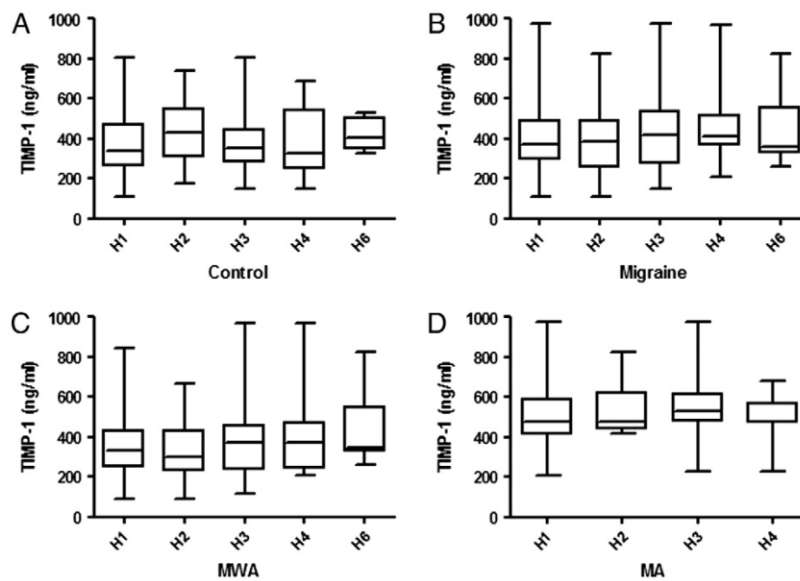 A
TIMP-1 (ng/ml)
1000
800
600
400
200
0
H1 H2 H3 H4 H6
Control
B
TIMP-1 (ng/ml)
1000
800
600
400
200
0
H1 H2 H3 H4 H6
Migraine
C
TIMP-1 (ng/ml)
1000
800
600
400
200
0
H1 H2 H3 H4 H6
MWA
D
TIMP-1 (ng/ml)
1000
800
600
400
200
0
H1 H2 H3 H4
MA